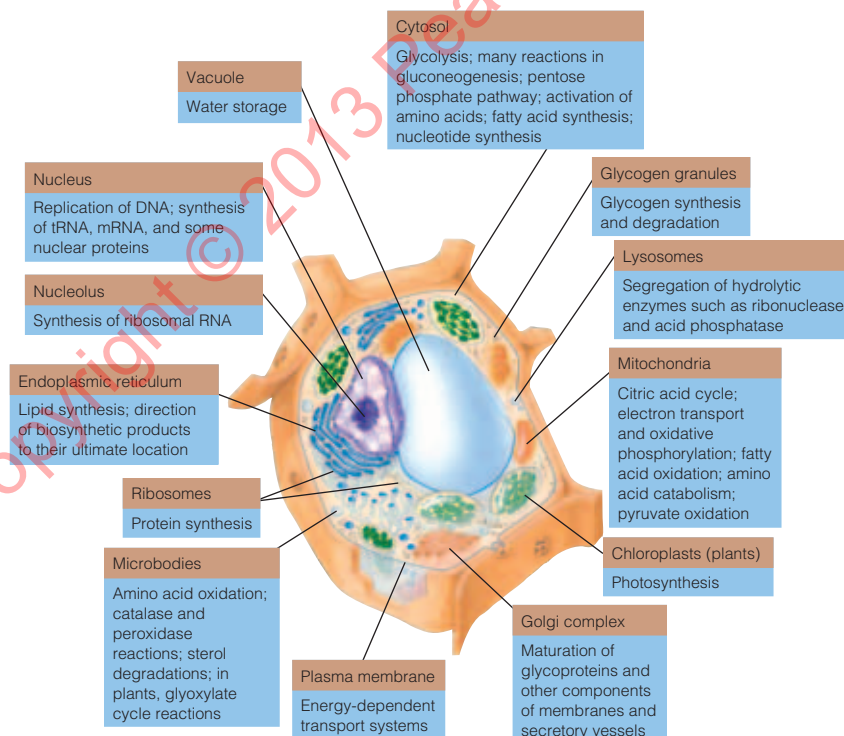 Cytosol
Glycolysis; many reactions in
gluconeogenesis; pentose
phosphate pathway; activation of
amino acids; fatty acid synthesis;
nucleotide synthesis
Vacuole
Water storage
Nucleus
Replication of DNA; synthesis
of tRNA, mRNA, and some
nuclear proteins
Glycogen granules
Glycogen synthesis
and degradation
Lysosomes
Segregation of hydrolytic
enzymes such as ribonuclease
and acid phosphatase
Nucleolus
Synthesis of ribosomal RNA
Mitochondria
Citric acid cycle;
electron transport
and oxidative
phosphorylation; fatty
acid oxidation; amino
acid catabolism;
pyruvate oxidation
Endoplasmic reticulum
Lipid synthesis; direction
of biosynthetic products
to their ultimate location
Ribosomes
Protein synthesis
Chloroplasts (plants)
Photosynthesis
Microbodies
Amino acid oxidation;
catalase and
peroxidase
reactions; sterol
degradations; in
plants, glyoxylate
cycle reactions
Golgi complex
Maturation of
glycoproteins and
other components
of membranes and
secretory vessels
Plasma membrane
Energy-dependent
transport systems
opyright © 2013 Pea